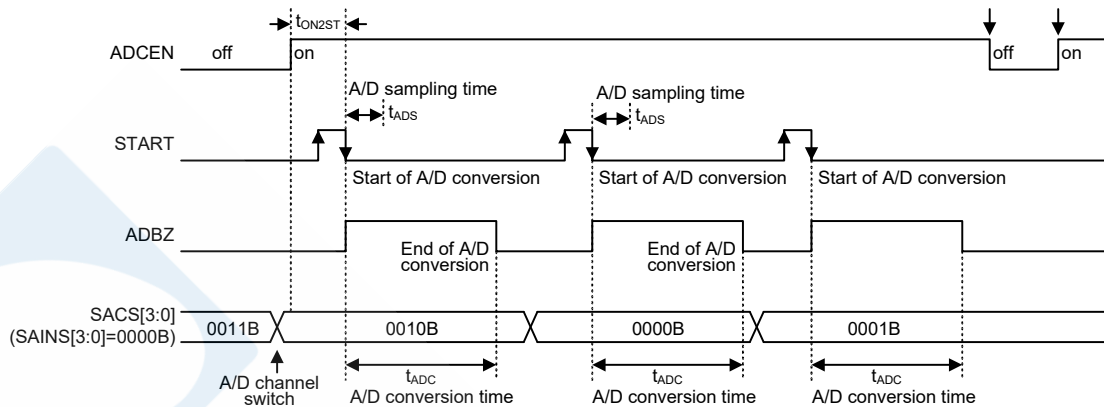 tON2ST
ADCEN
off
on
off
on
A/D sampling time
tADS
A/D sampling time
tADS
START
Start of A/D conversion
Start of A/D conversion
Start of A/D conversion
ADBZ
End of A/D
conversion
End of A/D
conversion
SACS[3:0]
(SAINS[3:0]=0000B)
0011B
0010B
0000B
0001B
A/D channel
switch
tADC
A/D conversion time
tADC
A/D conversion time
tADC
A/D conversion time